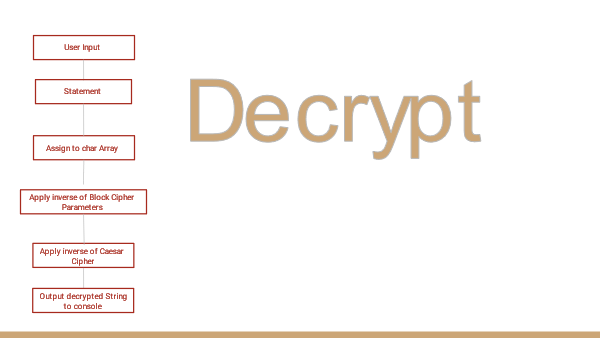 User Input
Statement
Decrypt
Assign to char Array
Apply inverse of Block Cipher
Parameters
Apply inverse of Caesar
Cipher
Output decrypted String
to console